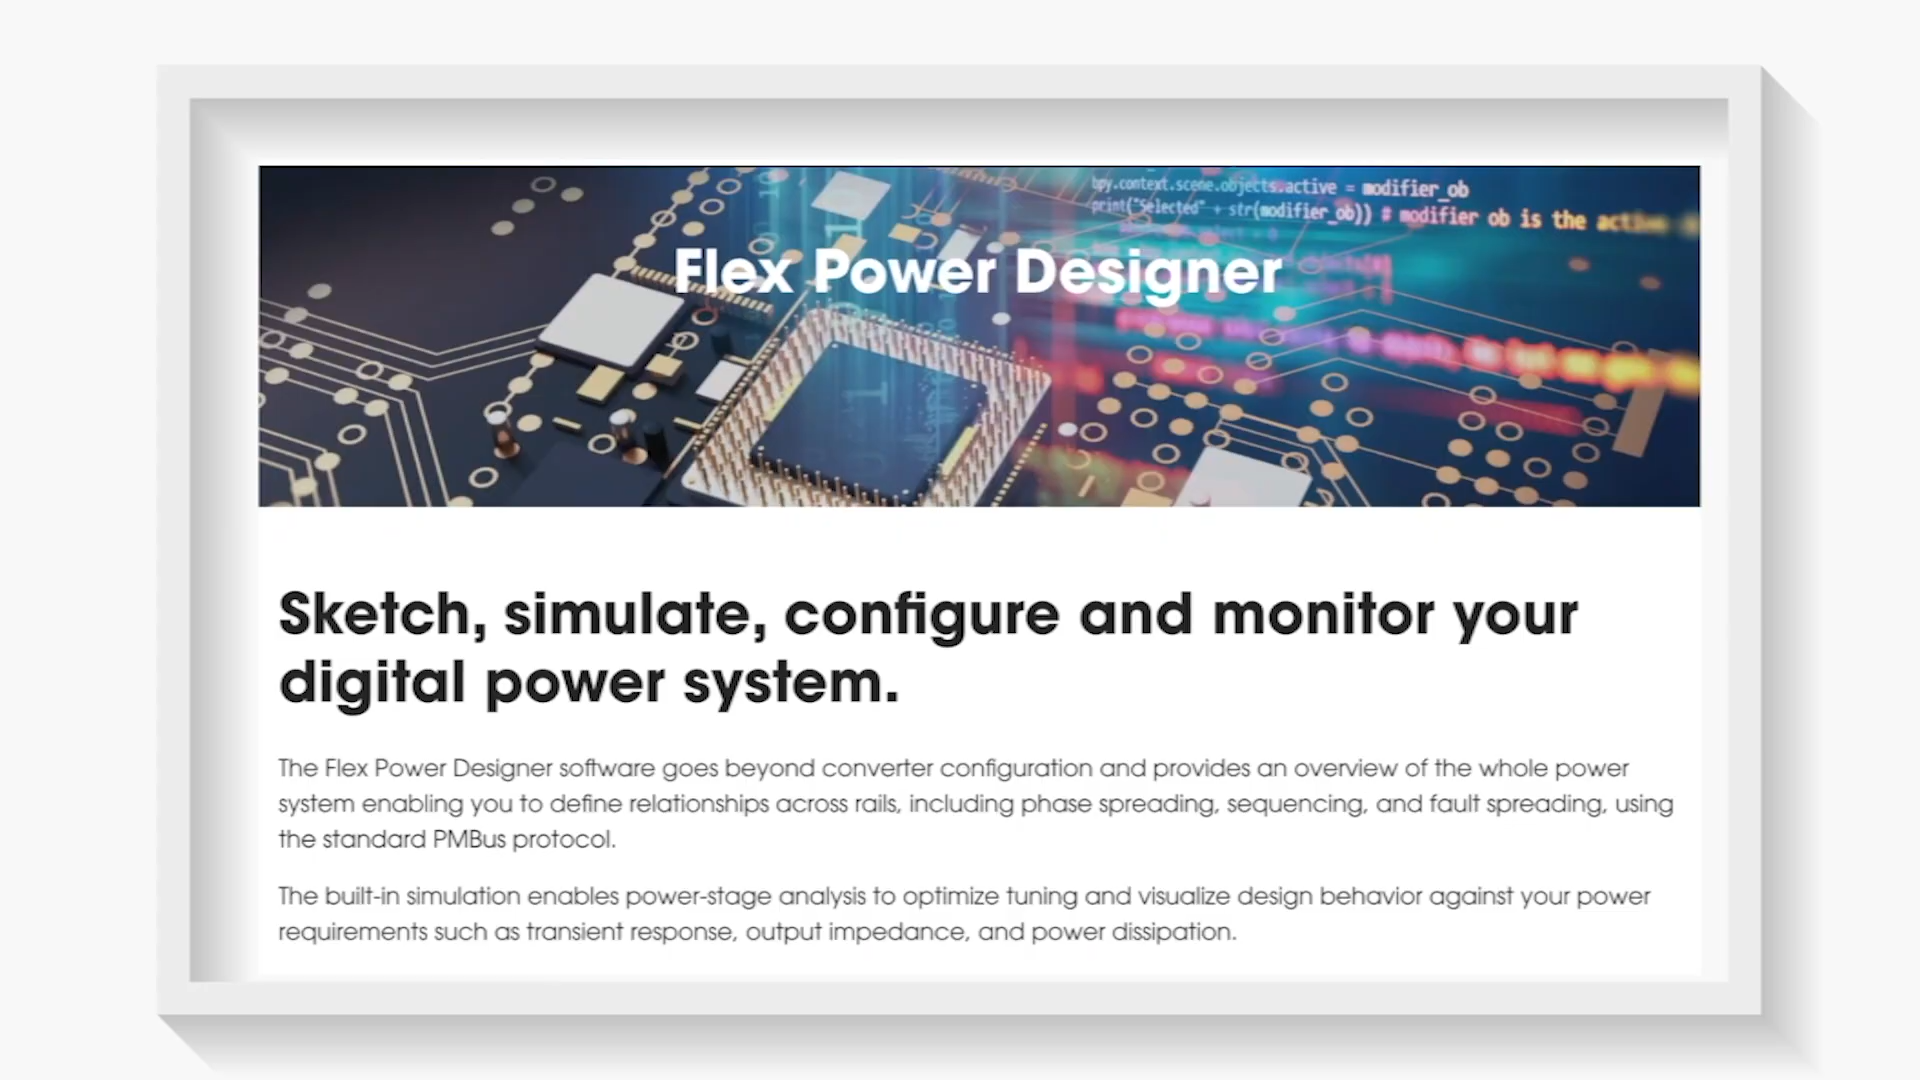 bpy.context.scene.objects.active = modifier_ob
print("Selected" + str(modifier_ob)) # modifier ob is the active
Flex Power Designer
Sketch, simulate, configure and monitor your
digital power system.
The Flex Power Designer software goes beyond converter configuration and provides an overview of the whole power
system enabling you to define relationships across rails, including phase spreading, sequencing, and fault spreading, using
the standard PMBus protocol.
The built-in simulation enables power-stage analysis to optimize tuning and visualize design behavior against your power
requirements such as transient response, output impedance, and power dissipation.